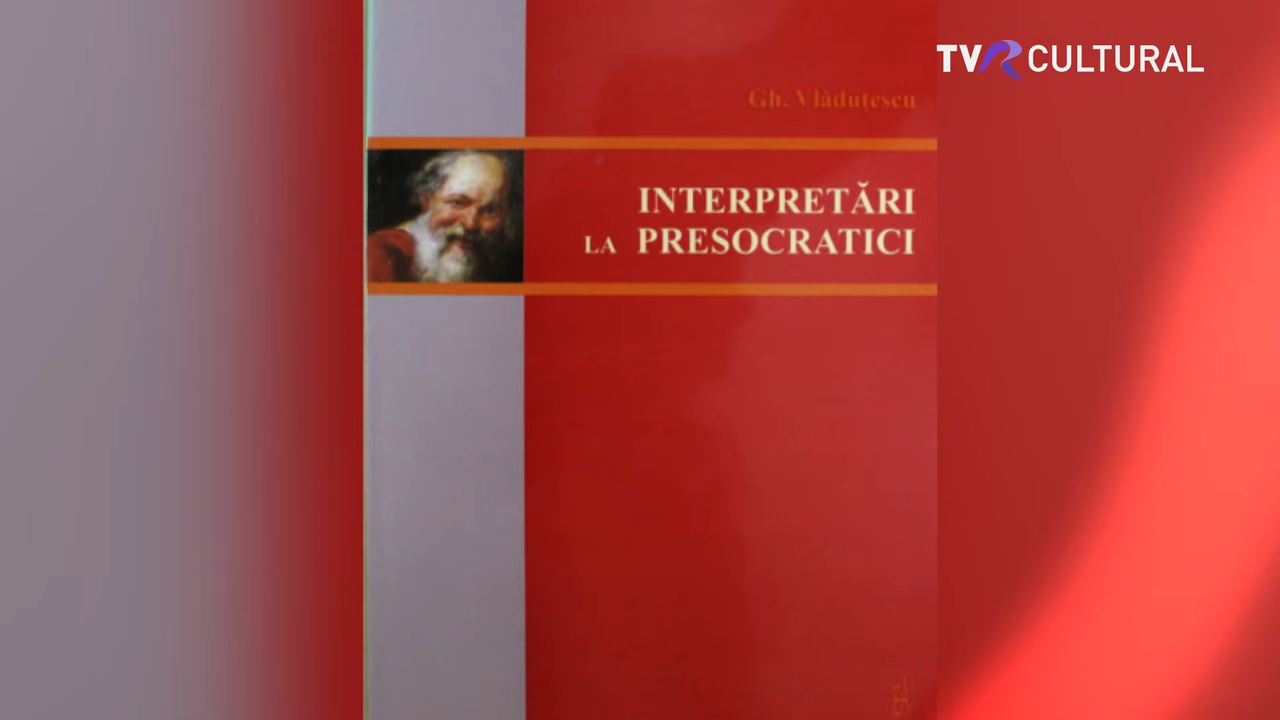 TVR CULTURAL
Gh. Vlăduțescu
INTERPRETĂRI
LA PRESOCRATICI